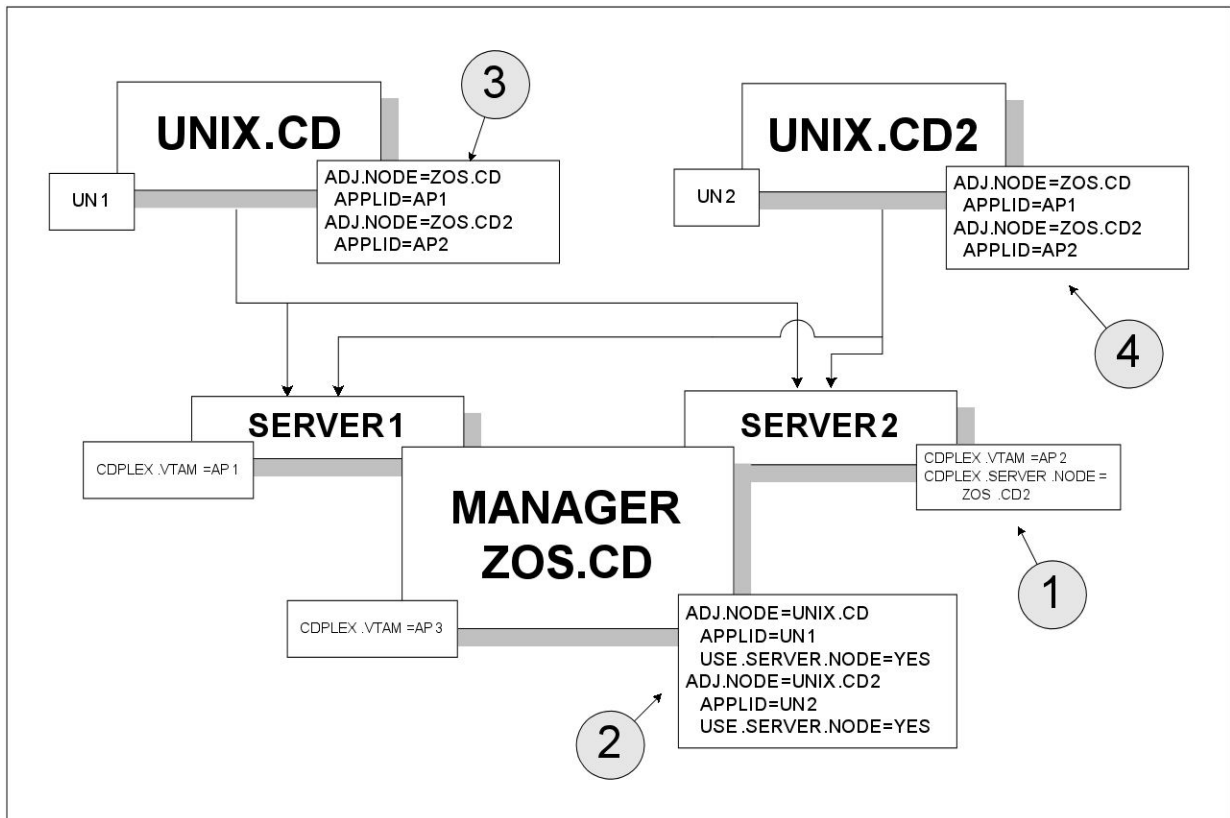 3
UNIX.CD
UNIX.CD2
UN1
ADJ.NODE=ZOS.CD
APPLID=AP1
ADJ.NODE=ZOS.CD2
APPLID=AP2
UN2
ADJ.NODE=ZOS.CD
APPLID=AP1
ADJ.NODE=ZOS.CD2
APPLID=AP2
4
SERVER1
SERVER2
CDPLEX .VTAM =AP1
CDPLEX .VTAM =AP2
CDPLEX .SERVER .NODE =
ZOS .CD2
MANAGER
ZOS.CD
1
CDPLEX .VTAM =AP3
ADJ.NODE=UNIX.CD
APPLID=UN1
USE.SERVER.NODE=YES
ADJ.NODE=UNIX.CD2
APPLID=UN2
USE.SERVER.NODE=YES
2